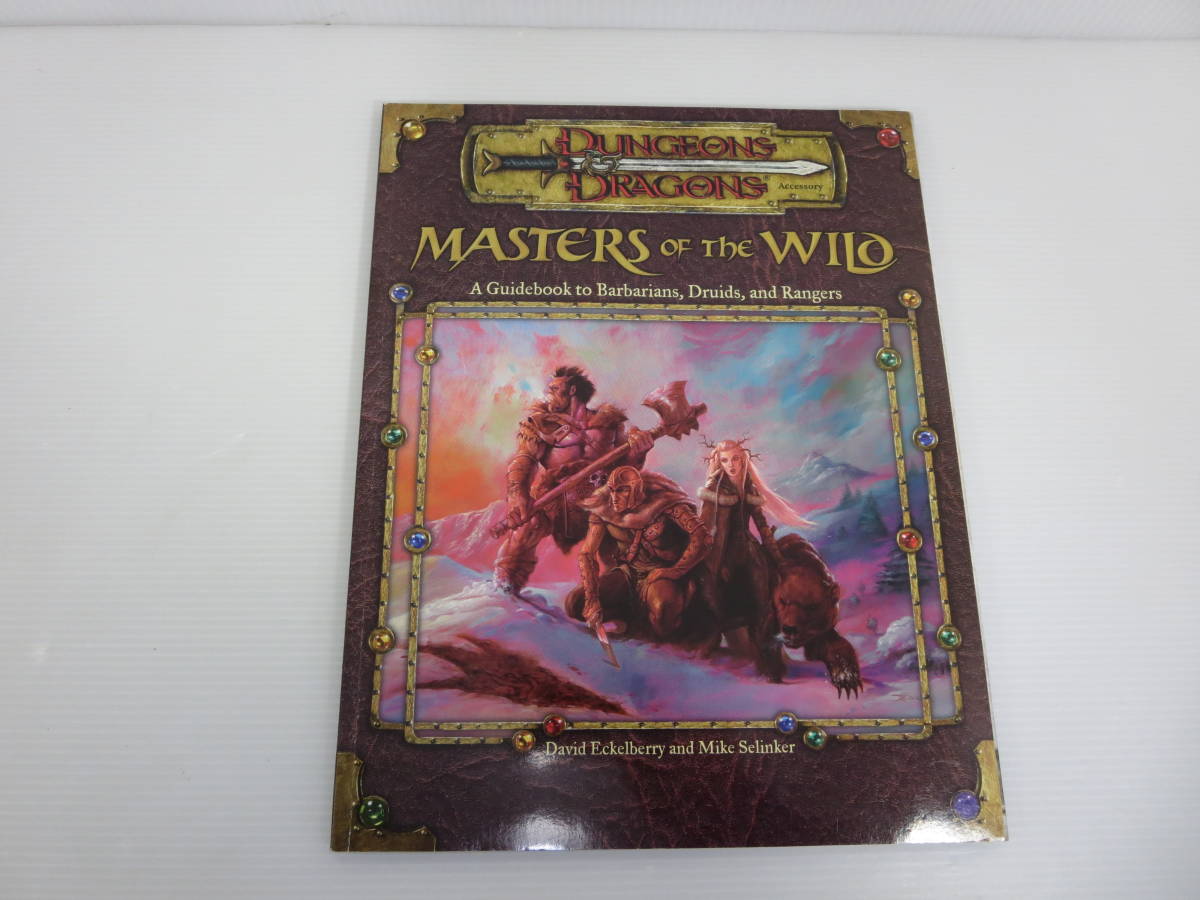 DUNGEONS
&
DRAGONS®
Accessory
MASTERS OF THE WILD
A Guidebook to Barbarians, Druids, and Rangers
David Eckelberry and Mike Selinker